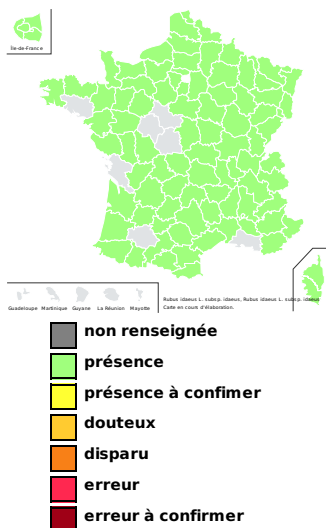 Île-de-France
Guadeloupe Martinique Guyane La Réunion Mayotte
Rubus idaeus L. subsp. idaeus, Rubus idaeus L. subsp. idaeus
Carte en cours d'élaboration.
non renseignée
présence
présence à confimer
douteux
disparu
erreur
erreur à confirmer